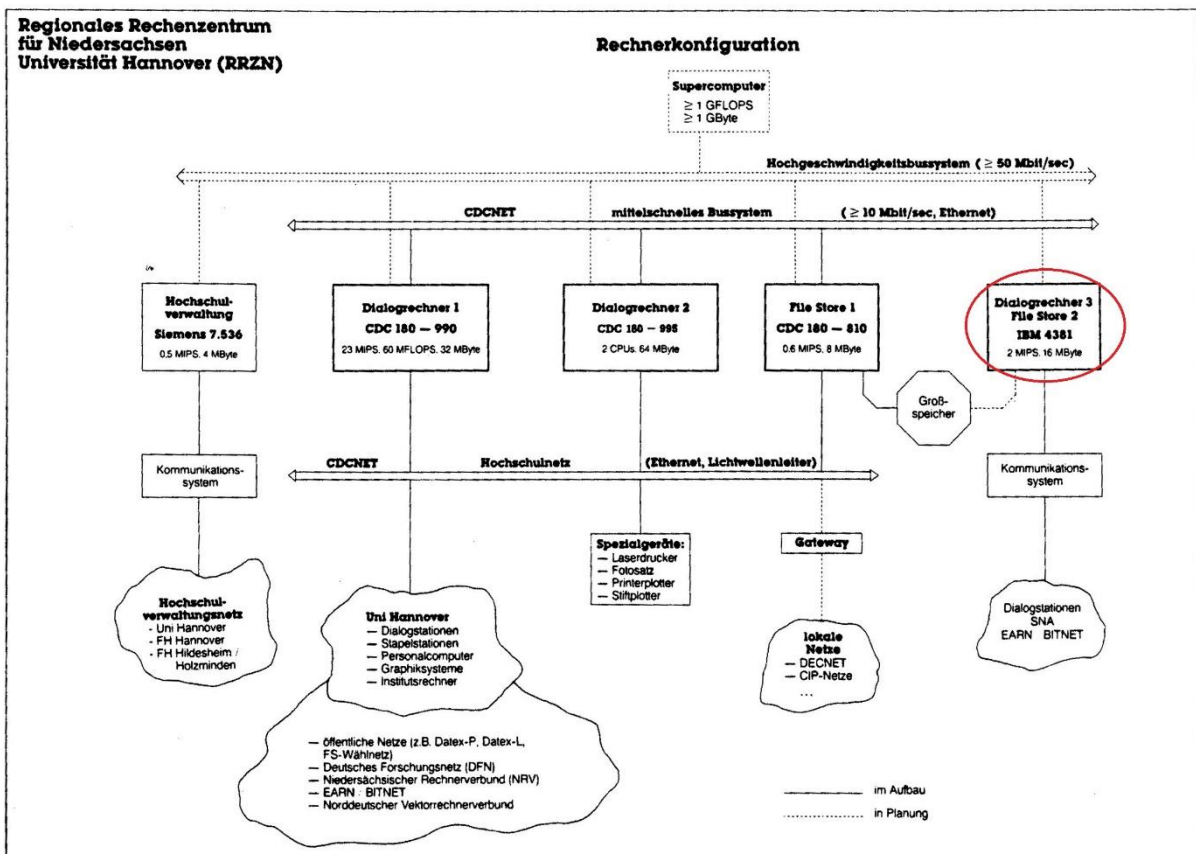 Regionales Rechenzentrum
für Niedersachsen
Universität Hannover (RRZN)
Rechnerkonfiguration
Supercomputer
≥ 1 GFLOPS
≥ 1 GByte
Hochgeschwindigkeitsbussystem (≥ 50 Mbit/sec)
CDCNET mittelschnelles Bussystem (≥ 10 Mbit/sec, Ethernet)
Hochschul-
verwaltung
Siemens 7.536
0.5 MIPS. 4 MByte
Dialogrechner 1
CDC 180 — 990
23 MIPS. 60 MFLOPS. 32 MByte
Dialogrechner 2
CDC 180 — 995
2 CPUs. 64 MByte
File Store 1
CDC 180 — 810
0.6 MIPS. 8 MByte
Dialogrechner 3
File Store 2
IBM 4381
2 MIPS. 16 MByte
Groß-
speicher
CDCNET Hochschulnetz (Ethernet, Lichtwellenleiter)
Kommunikations-
system
Kommunikations-
system
Spezialgeräte:
— Laserdrucker
— Fotosatz
— Printerplotter
— Stiftplotter
Gateway
Hochschul-
verwaltungsnetz
- Uni Hannover
- FH Hannover
- FH Hildesheim /
Holzminden
Uni Hannover
— Dialogstationen
— Stapelstationen
— Personalcomputer
— Graphiksysteme
— Institutsrechner
lokale
Netze
— DECNET
— CIP-Netze
...
Dialogstationen
SNA
EARN BITNET
— öffentliche Netze (z.B. Datex-P, Datex-L,
FS-Wählnetz)
— Deutsches Forschungsnetz (DFN)
— Niedersächsischer Rechnerverbund (NRV)
— EARN / BITNET
— Norddeutscher Vektorrechnerverbund
im Aufbau
in Planung